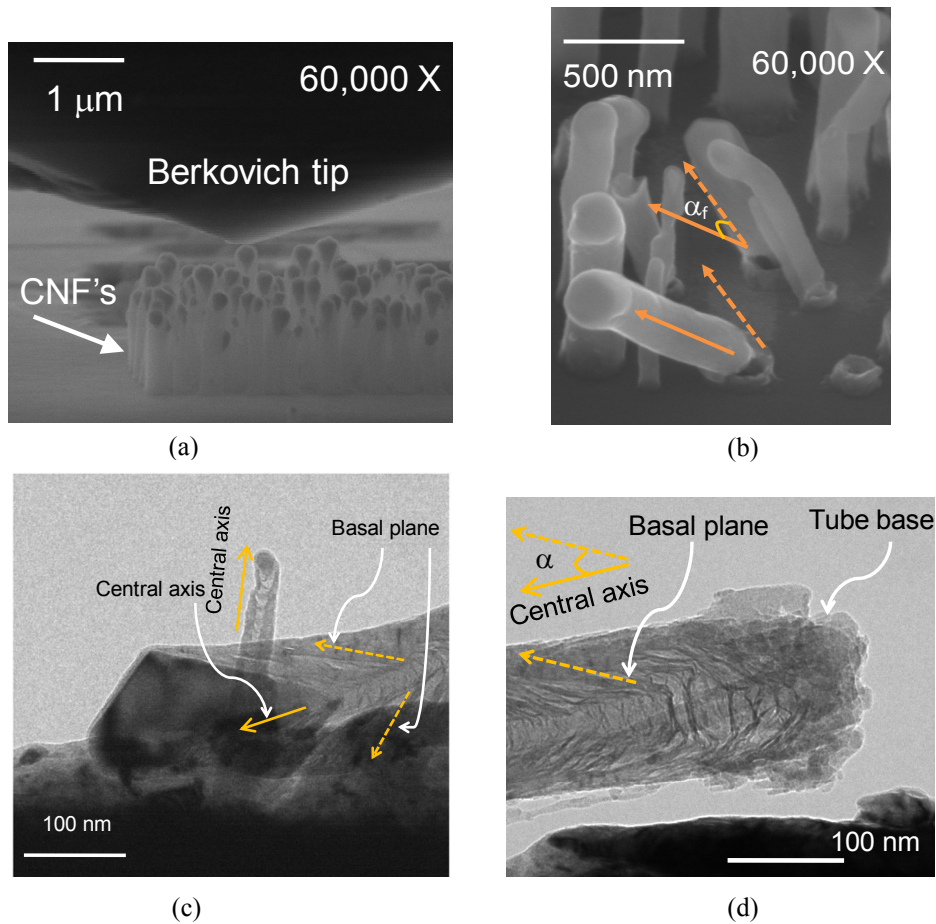 60,000 X
1 μm
Berkovich tip
CNF's
(a)
500 nm
60,000 X
αf
(b)
Central axis
Basal plane
Central axis
100 nm
(c)
Basal plane
Tube base
α
Central axis
100 nm
(d)